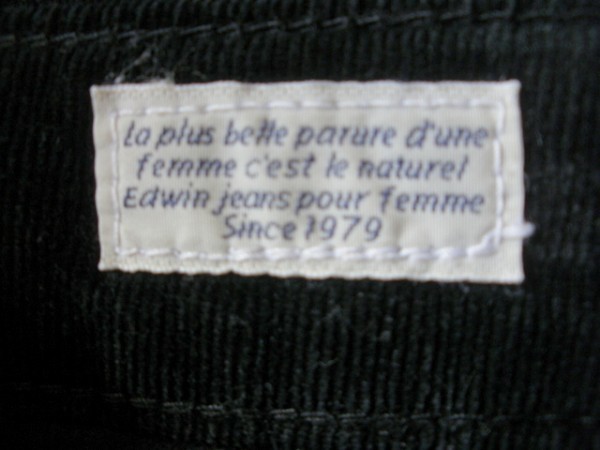 la plus belle parure d'une
femme c'est le naturel
Edwin jeans pour femme
Since 1979